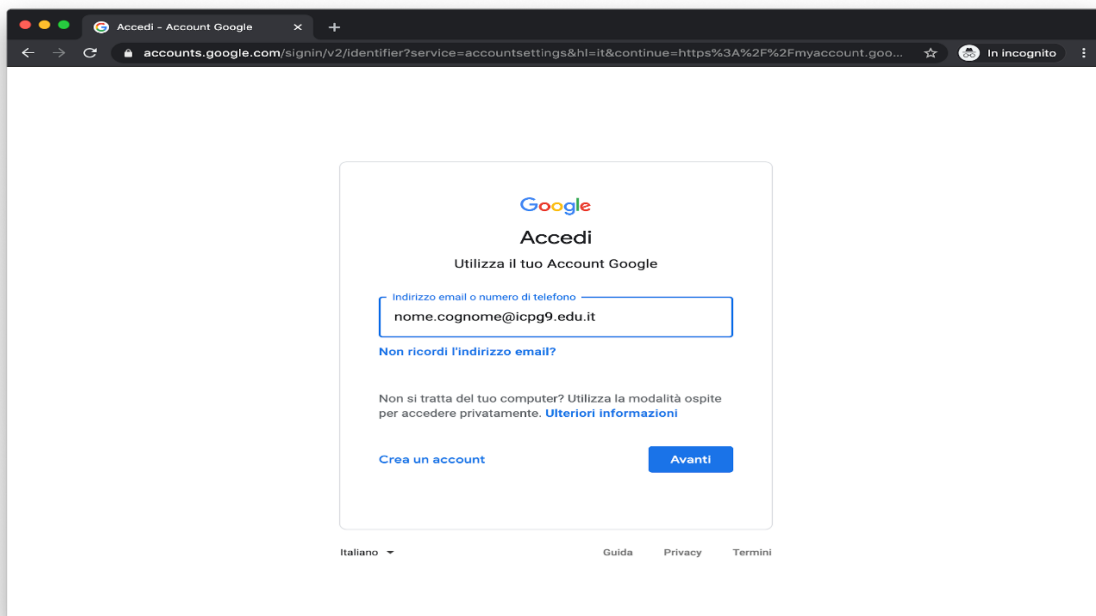 Accedi - Account Google
accounts.google.com/signin/v2/identifier?service=accountsettings&hl=it&continue=https%3A%2F%2Fmyaccount.goo...
In incognito
Google
Accedi
Utilizza il tuo Account Google
Indirizzo email o numero di telefono
nome.cognome@icpg9.edu.it
Non ricordi l'indirizzo email?
Non si tratta del tuo computer? Utilizza la modalità ospite
per accedere privatamente. Ulteriori informazioni
Crea un account
Avanti
Italiano
Guida
Privacy
Termini